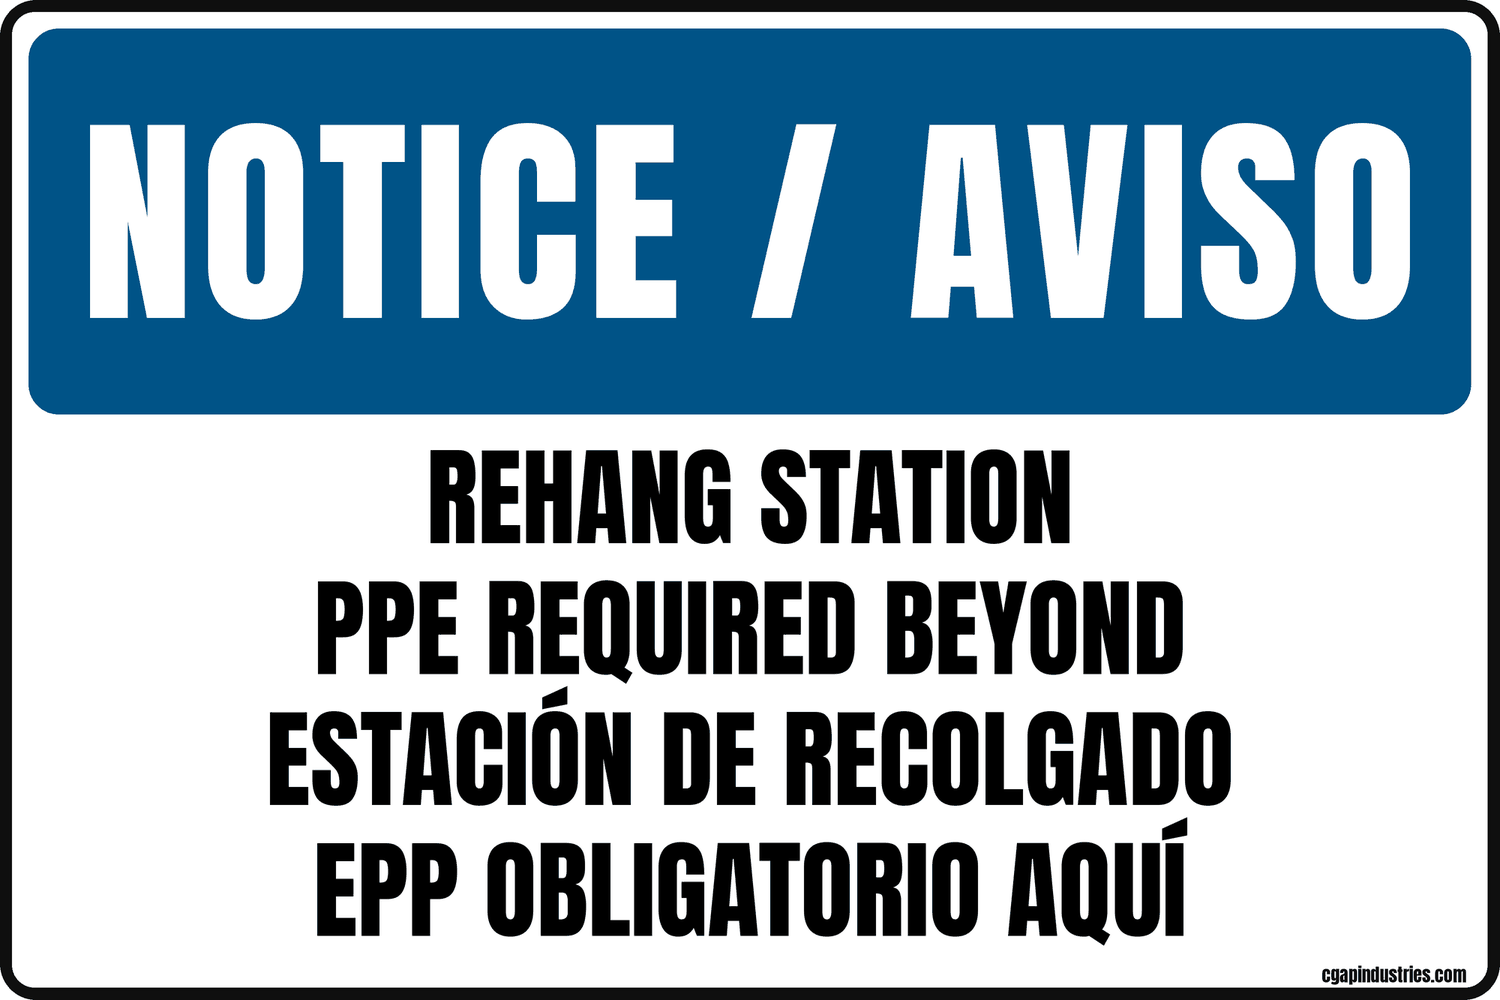 NOTICE / AVISO
REHANG STATION
PPE REQUIRED BEYOND
ESTACIÓN DE RECOLGADO
EPP OBLIGATORIO AQUÍ
cgapindustries.com